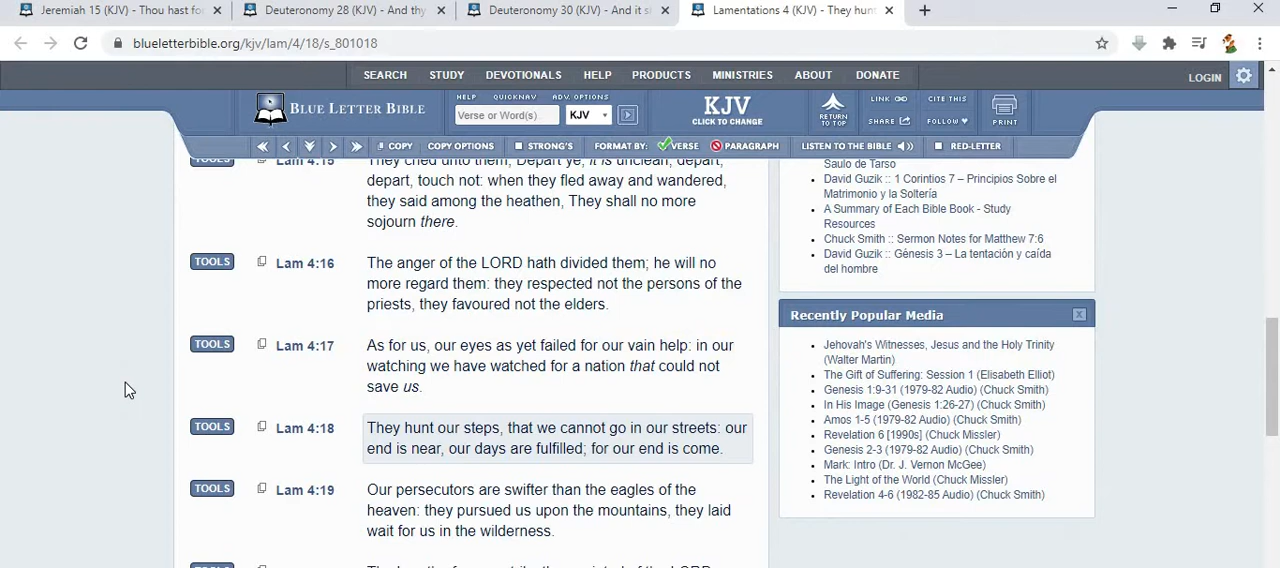 Jeremiah 15 (KJV) - Thou hast fo
Deuteronomy 28 (KJV) - And thy
Deuteronomy 30 (KJV) - And it s
Lamentations 4 (KJV) - They hun
blueletterbible.org/kjv/lam/4/18/s_801018
SEARCH STUDY DEVOTIONALS HELP PRODUCTS MINISTRIES ABOUT DONATE
LOGIN
BLUE LETTER BIBLE
HELP QUICKNAV ADV. OPTIONS
Verse or Word(s) KJV
KJV
CLICK TO CHANGE
RETURN
TO TOP
LINK CITE THIS
SHARE FOLLOW
PRINT
COPY COPY OPTIONS STRONG'S FORMAT BY: VERSE PARAGRAPH LISTEN TO THE BIBLE RED-LETTER
TOOLS Lam 4:15 They cried unto them, Depart ye; it is unclean; depart,
depart, touch not: when they fled away and wandered,
they said among the heathen, They shall no more
sojourn there.
TOOLS Lam 4:16 The anger of the LORD hath divided them; he will no
more regard them: they respected not the persons of the
priests, they favoured not the elders.
TOOLS Lam 4:17 As for us, our eyes as yet failed for our vain help: in our
watching we have watched for a nation that could not
save us.
TOOLS Lam 4:18 They hunt our steps, that we cannot go in our streets: our
end is near, our days are fulfilled; for our end is come.
TOOLS Lam 4:19 Our persecutors are swifter than the eagles of the
heaven: they pursued us upon the mountains, they laid
wait for us in the wilderness.
Saulo de Tarso
David Guzik :: 1 Corintios 7 – Principios Sobre el
Matrimonio y la Soltería
A Summary of Each Bible Book - Study
Resources
Chuck Smith :: Sermon Notes for Matthew 7:6
David Guzik :: Génesis 3 – La tentación y caída
del hombre
Recently Popular Media
Jehovah's Witnesses, Jesus and the Holy Trinity
(Walter Martin)
The Gift of Suffering: Session 1 (Elisabeth Elliot)
Genesis 1:9-31 (1979-82 Audio) (Chuck Smith)
In His Image (Genesis 1:26-27) (Chuck Smith)
Amos 1-5 (1979-82 Audio) (Chuck Smith)
Revelation 6 [1990s] (Chuck Missler)
Genesis 2-3 (1979-82 Audio) (Chuck Smith)
Mark: Intro (Dr. J. Vernon McGee)
The Light of the World (Chuck Missler)
Revelation 4-6 (1982-85 Audio) (Chuck Smith)